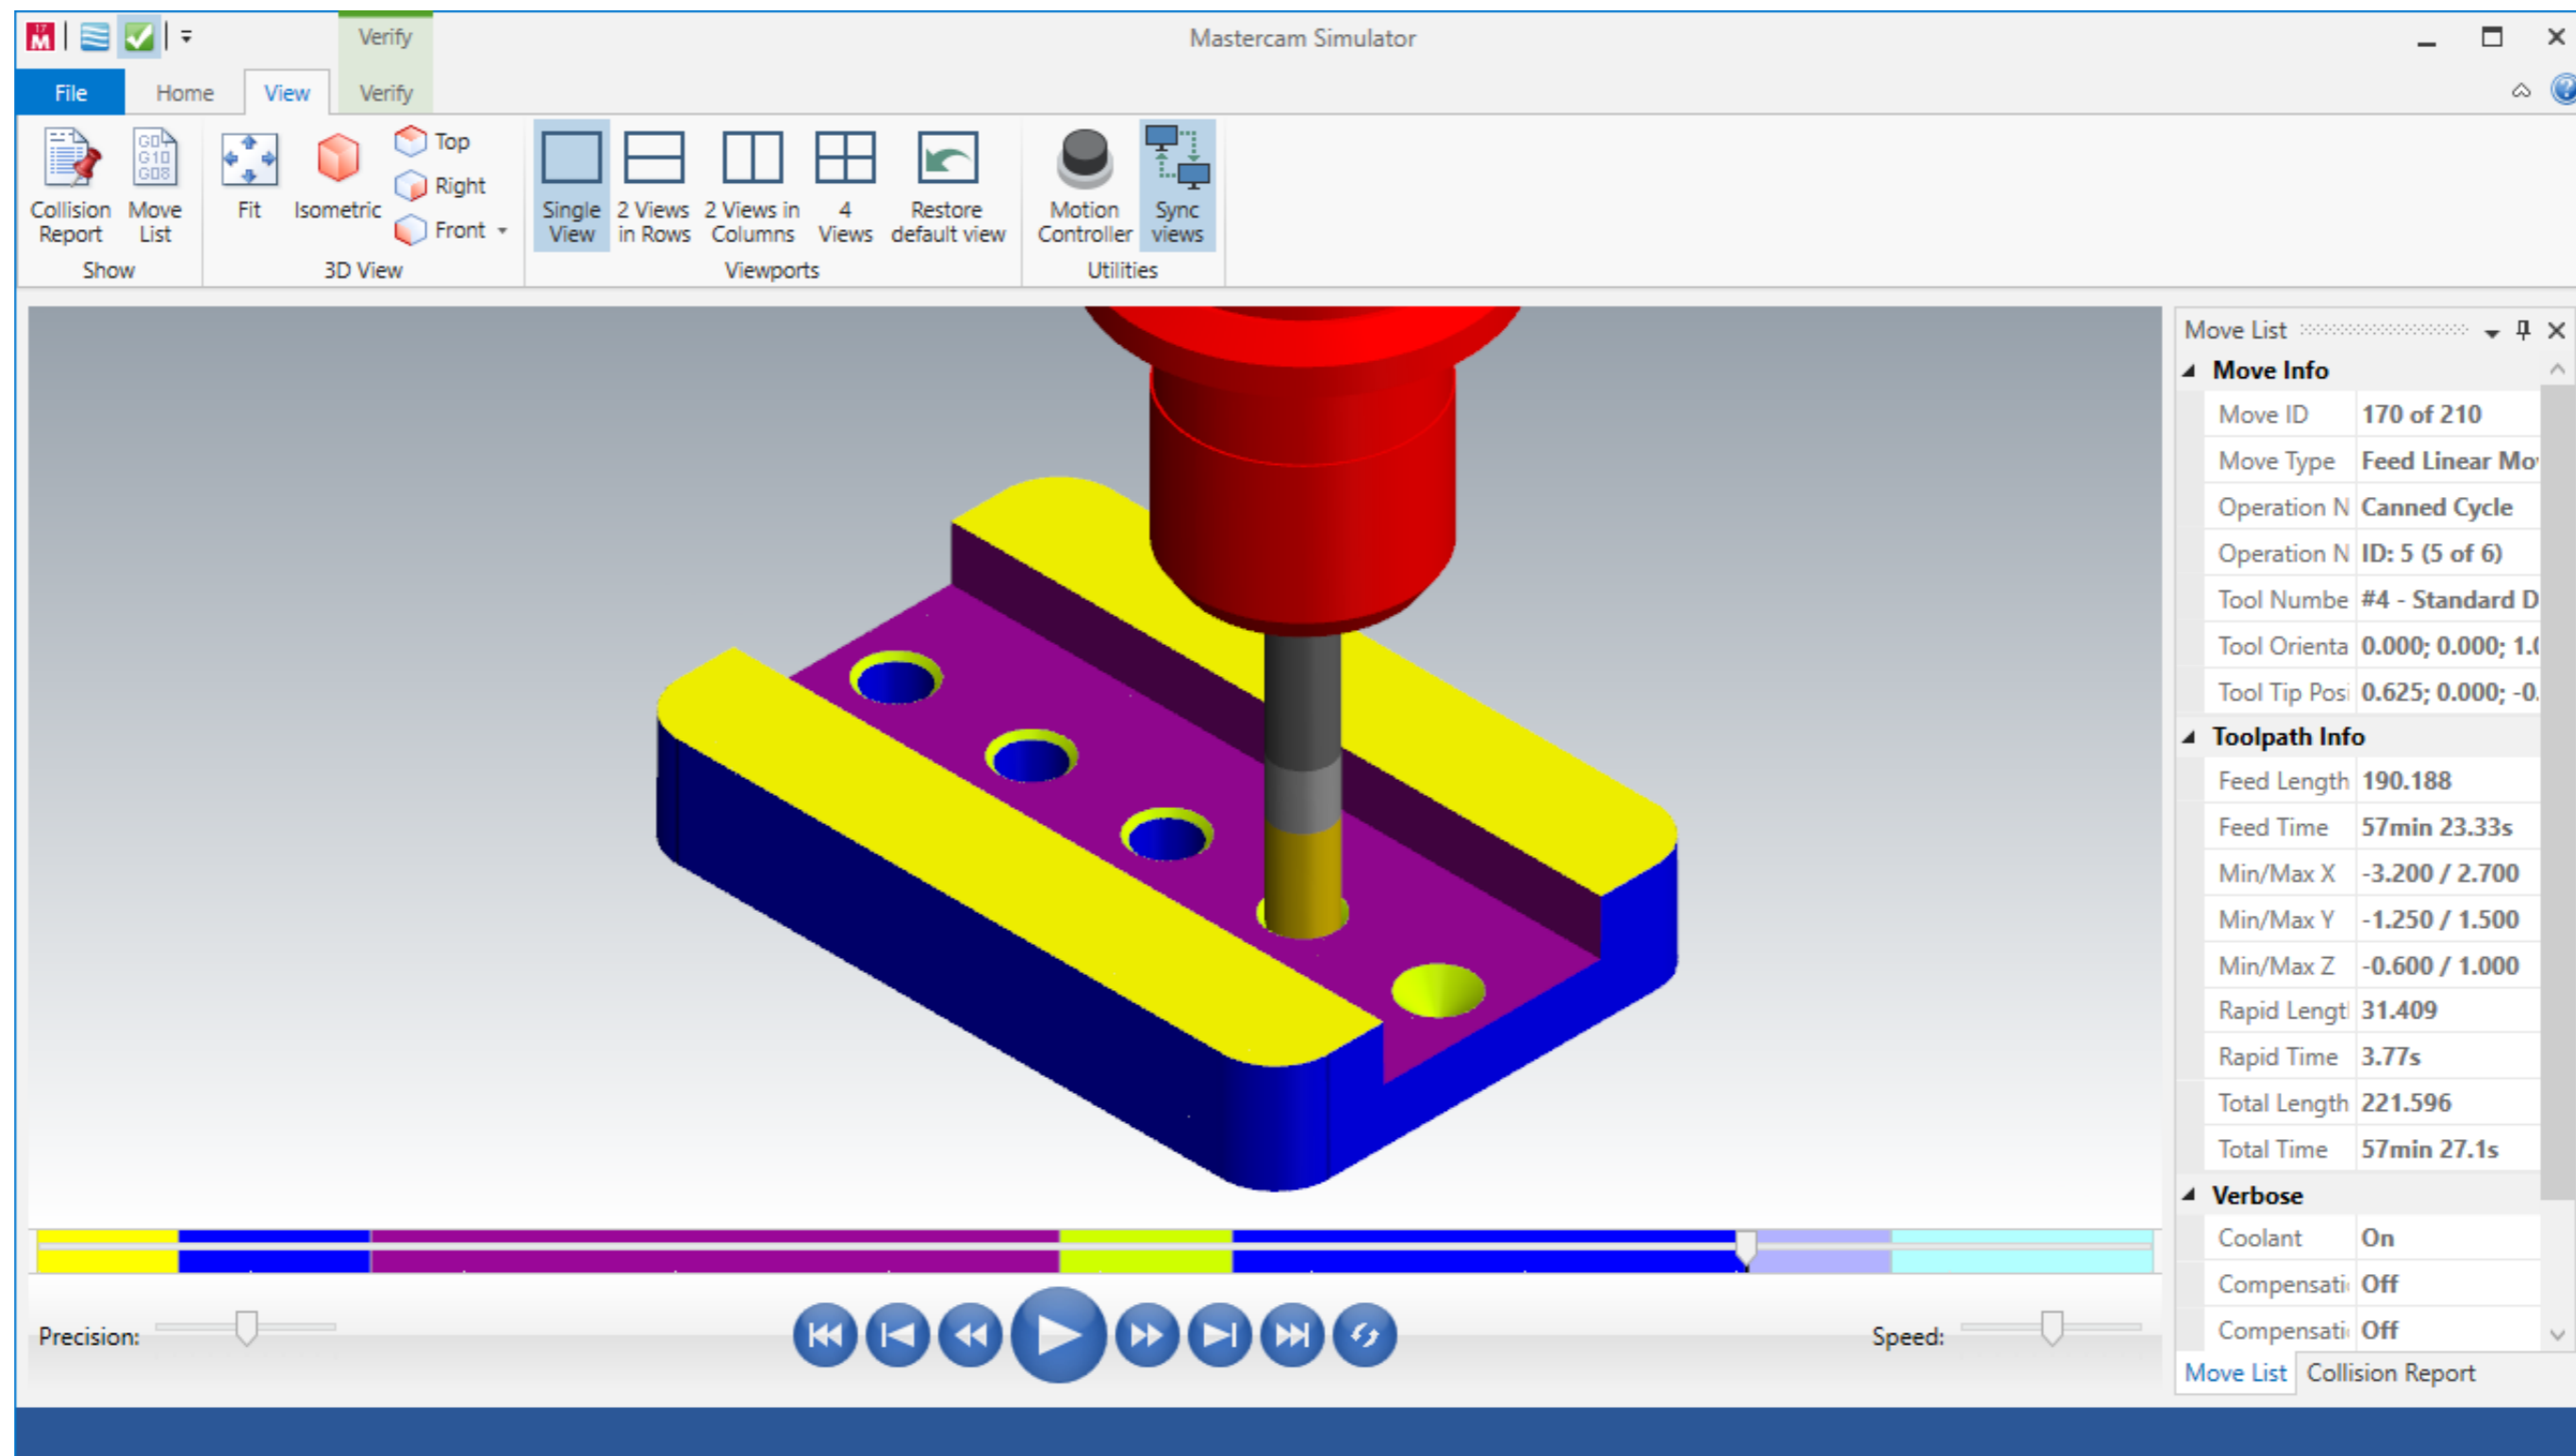 Verify
Mastercam Simulator
File
Home
View
Verify
Collision
Report
Move
List
Show
G04
G10
G08
Fit
Isometric
Top
Right
Front
3D View
Single
View
2 Views
in Rows
2 Views in
Columns
4
Views
Restore
default view
Viewports
Motion
Controller
Sync
views
Utilities
Move List
Move Info
Move ID 170 of 210
Move Type Feed Linear Mo
Operation N Canned Cycle
Operation N ID: 5 (5 of 6)
Tool Numbe #4 - Standard D
Tool Orienta 0.000; 0.000; 1.0
Tool Tip Posi 0.625; 0.000; -0.
Toolpath Info
Feed Length 190.188
Feed Time 57min 23.33s
Min/Max X -3.200 / 2.700
Min/Max Y -1.250 / 1.500
Min/Max Z -0.600 / 1.000
Rapid Lengt 31.409
Rapid Time 3.77s
Total Length 221.596
Total Time 57min 27.1s
Verbose
Coolant On
Compensati Off
Compensati Off
Move List Collision Report
Precision:
Speed: